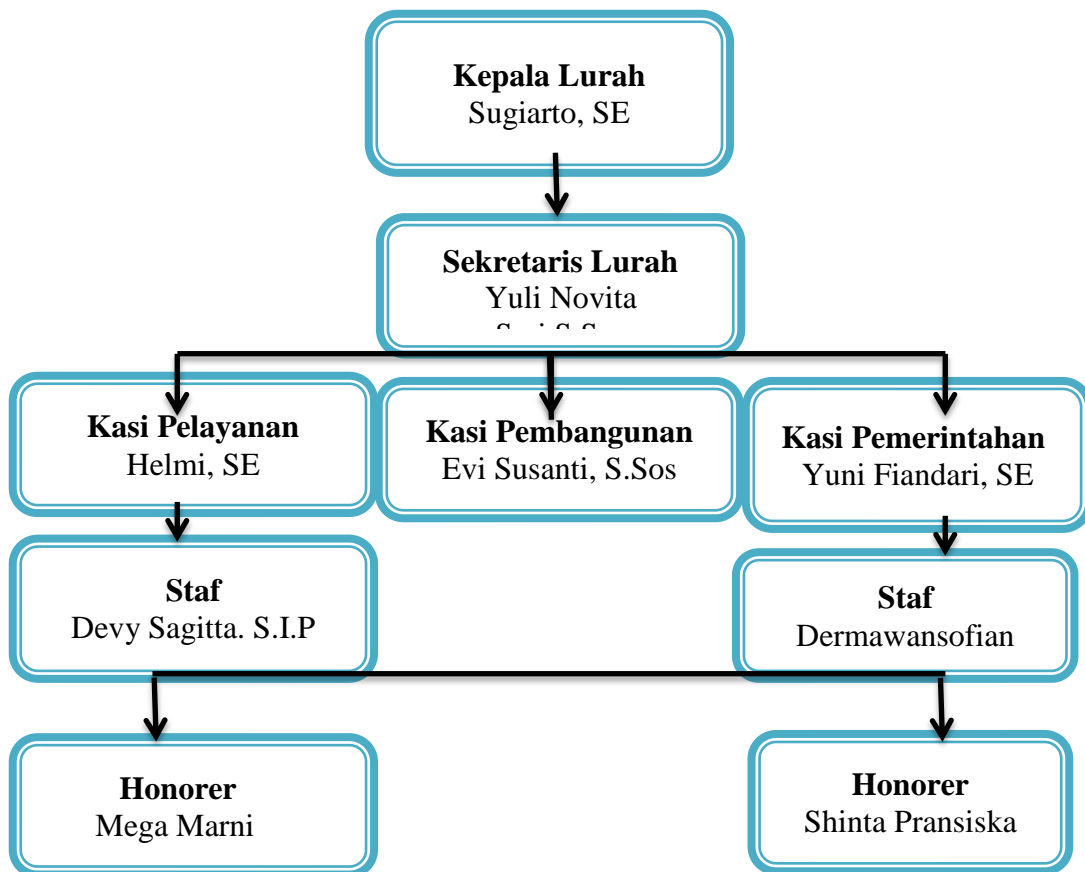 Kepala Lurah
Sugiarto, SE
Sekretaris Lurah
Yuli Novita
Kasi Pelayanan
Helmi, SE
Kasi Pembangunan
Evi Susanti, S.Sos
Kasi Pemerintahan
Yuni Fiandari, SE
Staf
Devy Sagitta. S.I.P
Staf
Dermawansofian
Honorer
Mega Marni
Honorer
Shinta Pransiska